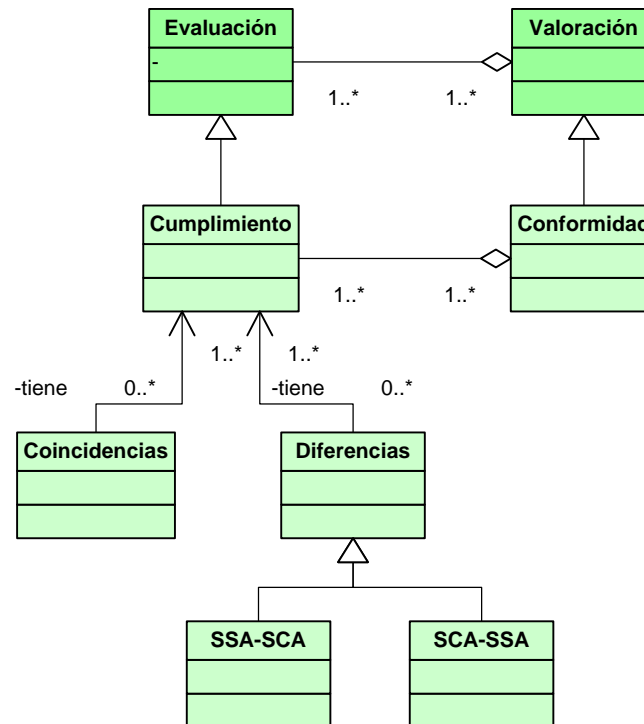 Evaluación
Valoración
-
1..*
1..*
Cumplimiento
Conformidad
1..*
1..*
1..*
1..*
-tiene
0..*
-tiene
0..*
Coincidencias
Diferencias
SSA-SCA
SCA-SSA